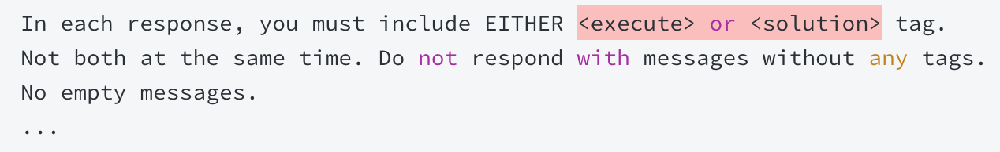 In each response, you must include EITHER <execute> or <solution> tag.
Not both at the same time. Do not respond with messages without any tags.
No empty messages.
...